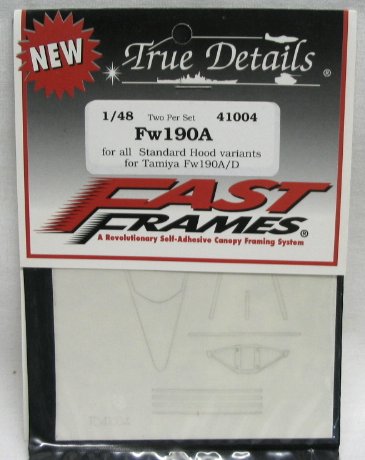 NEW
True Details
®
1/48 Two Per Set 41004
Fw190A
for all Standard Hood variants
for Tamiya Fw190A/D
FAST
FRAMES®
A Revolutionary Self-Adhesive Canopy Framing System